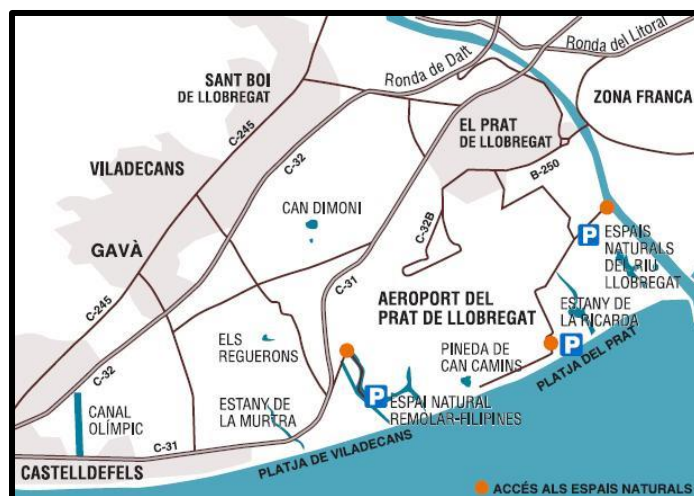 Ronda del Litoral
Ronda de Dalt
SANT BOI
DE LLOBREGAT
ZONA FRANCA
C-245
EL PRAT
DE LLOBREGAT
VILADECANS
C-32
B-250
CAN DIMONI
C-32B
P
ESPAIS
NATURALS
DEL RIU
LLOBREGAT
GAVÀ
C-31
C-245
AEROPORT DEL
PRAT DE LLOBREGAT
ESTANY DE
LA RICARDA
ELS
REGUERONS
PINEDA DE
CAN CAMINS
P
PLATJA DEL PRAT
C-32
P
ESPAI NATURAL
REMOLAR-FILIPINES
CANAL
OLÍMPIC
ESTANY DE
LA MURTRA
C-31
PLATJA DE VILADECANS
CASTELLDEFELS
ACCÉS ALS ESPAIS NATURALS